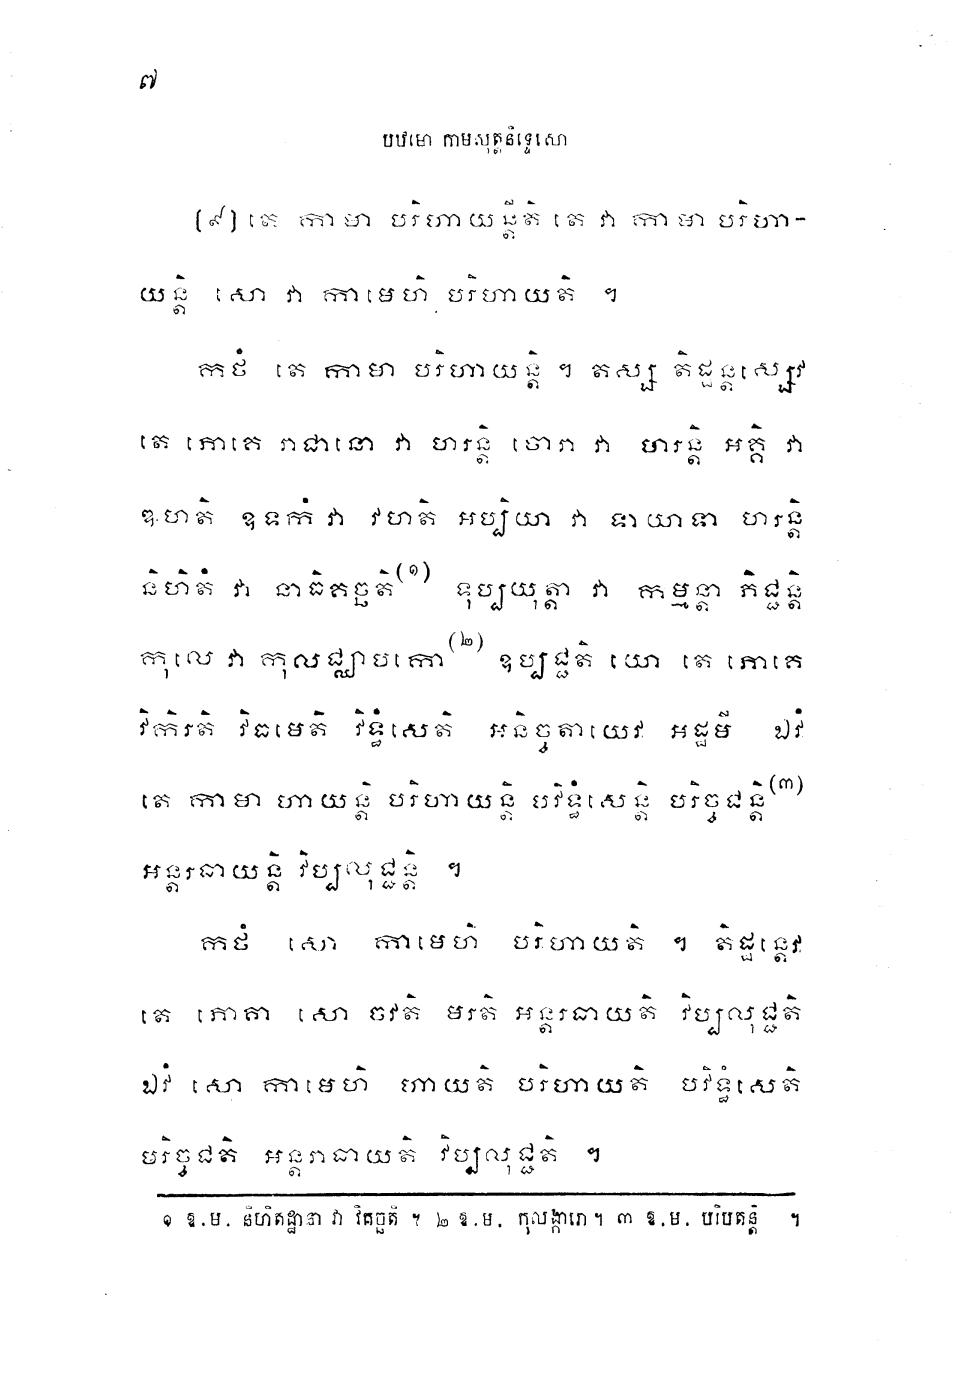 ៧
បឋមោ កាមសុត្តនិទ្ទេសោ
(៩) តេ កាមា បរិហាយន្តីតិ តេ វា កាមា បរិហា-
យន្តិ សោ វា កាមេហិ បរិហាយតិ ។
កថំ តេ កាមា បរិហាយន្តិ ។ តស្ស តិដ្ឋន្តស្សេវ
តេ ភោគេ រាជានោ វា ហរន្តិ ចោរា វា ហរន្តិ អគ្គិ វា
ឌហតិ ឧទកំ វា វហតិ អប្បិយា វា ទាយាទា ហរន្តិ
និហិតំ វា នាធិគច្ឆតិ(១) ទុប្បយុត្តា វា កម្មន្តា ភិជ្ជន្តិ
កុលេ វា កុលជ្ឈាបកោ(២) ឧប្បជ្ជតិ យោ តេ ភោគេ
វិកិរតិ វិធមេតិ វិទ្ធំសេតិ អនិច្ចតាយេវ អដ្ឋមី ឯវំ
តេ កាមា ហាយន្តិ បរិហាយន្តិ បវិទ្ធំសេន្តិ បរិច្ចជន្តិ(៣)
អន្តរធាយន្តិ វិប្បលុជ្ជន្តិ ។
កថំ សោ កាមេហិ បរិហាយតិ ។ តិដ្ឋន្តេវ
តេ ភោគា សោ ចវតិ មរតិ អន្តរធាយតិ វិប្បលុជ្ជតិ
ឯវំ សោ កាមេហិ ហាយតិ បរិហាយតិ បវិទ្ធំសេតិ
បរិច្ចជតិ អន្តរាធាយតិ វិប្បលុជ្ជតិ ។
១ ឱ.ម. និហិតដ្ឋានា វា វិគច្ឆតិ ។ ២ ឱ.ម. កុលង្គារោ។ ៣ ឱ.ម. បរិបតន្តិ ។